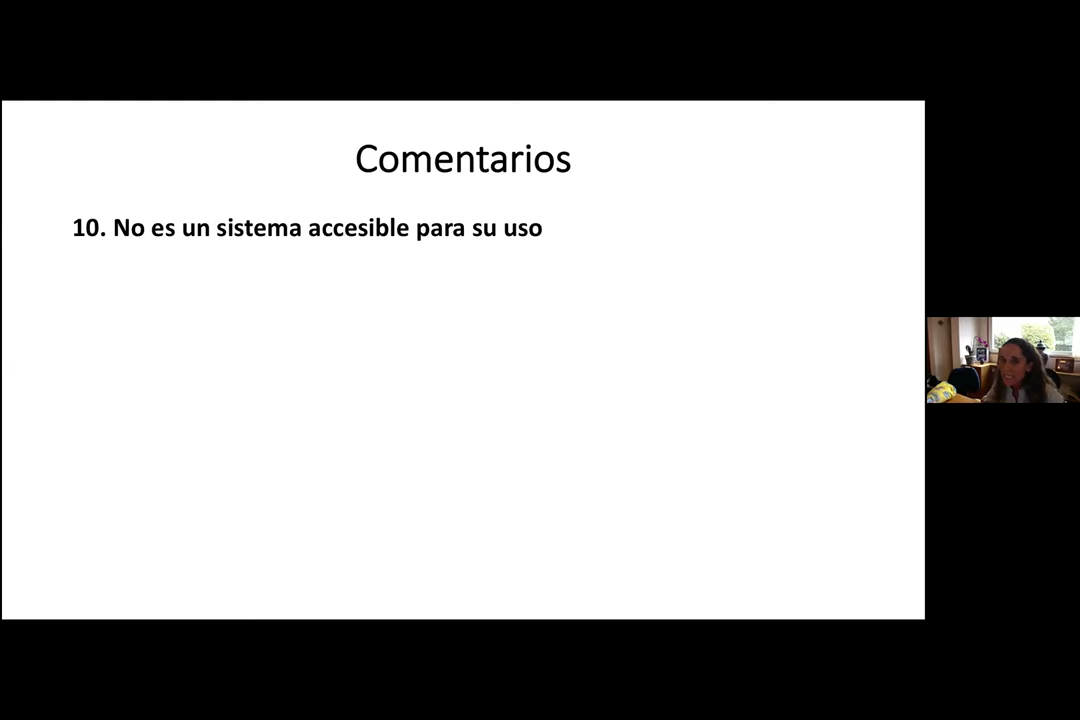 Comentarios
10. No es un sistema accesible para su uso